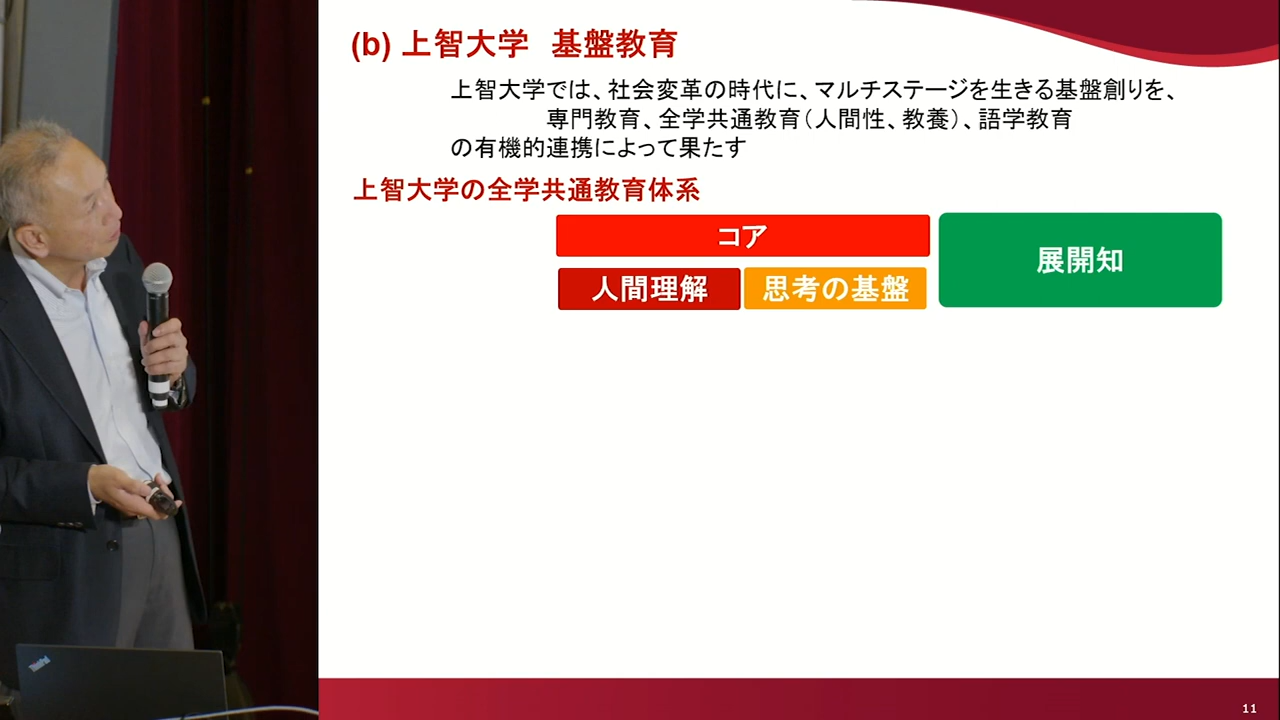 (b) 上智大学　基盤教育
上智大学では、社会変革の時代に、マルチステージを生きる基盤創りを、
専門教育、全学共通教育（人間性、教養）、語学教育
の有機的連携によって果たす
上智大学の全学共通教育体系
コア
展開知
人間理解
思考の基盤
ThinkPad
11